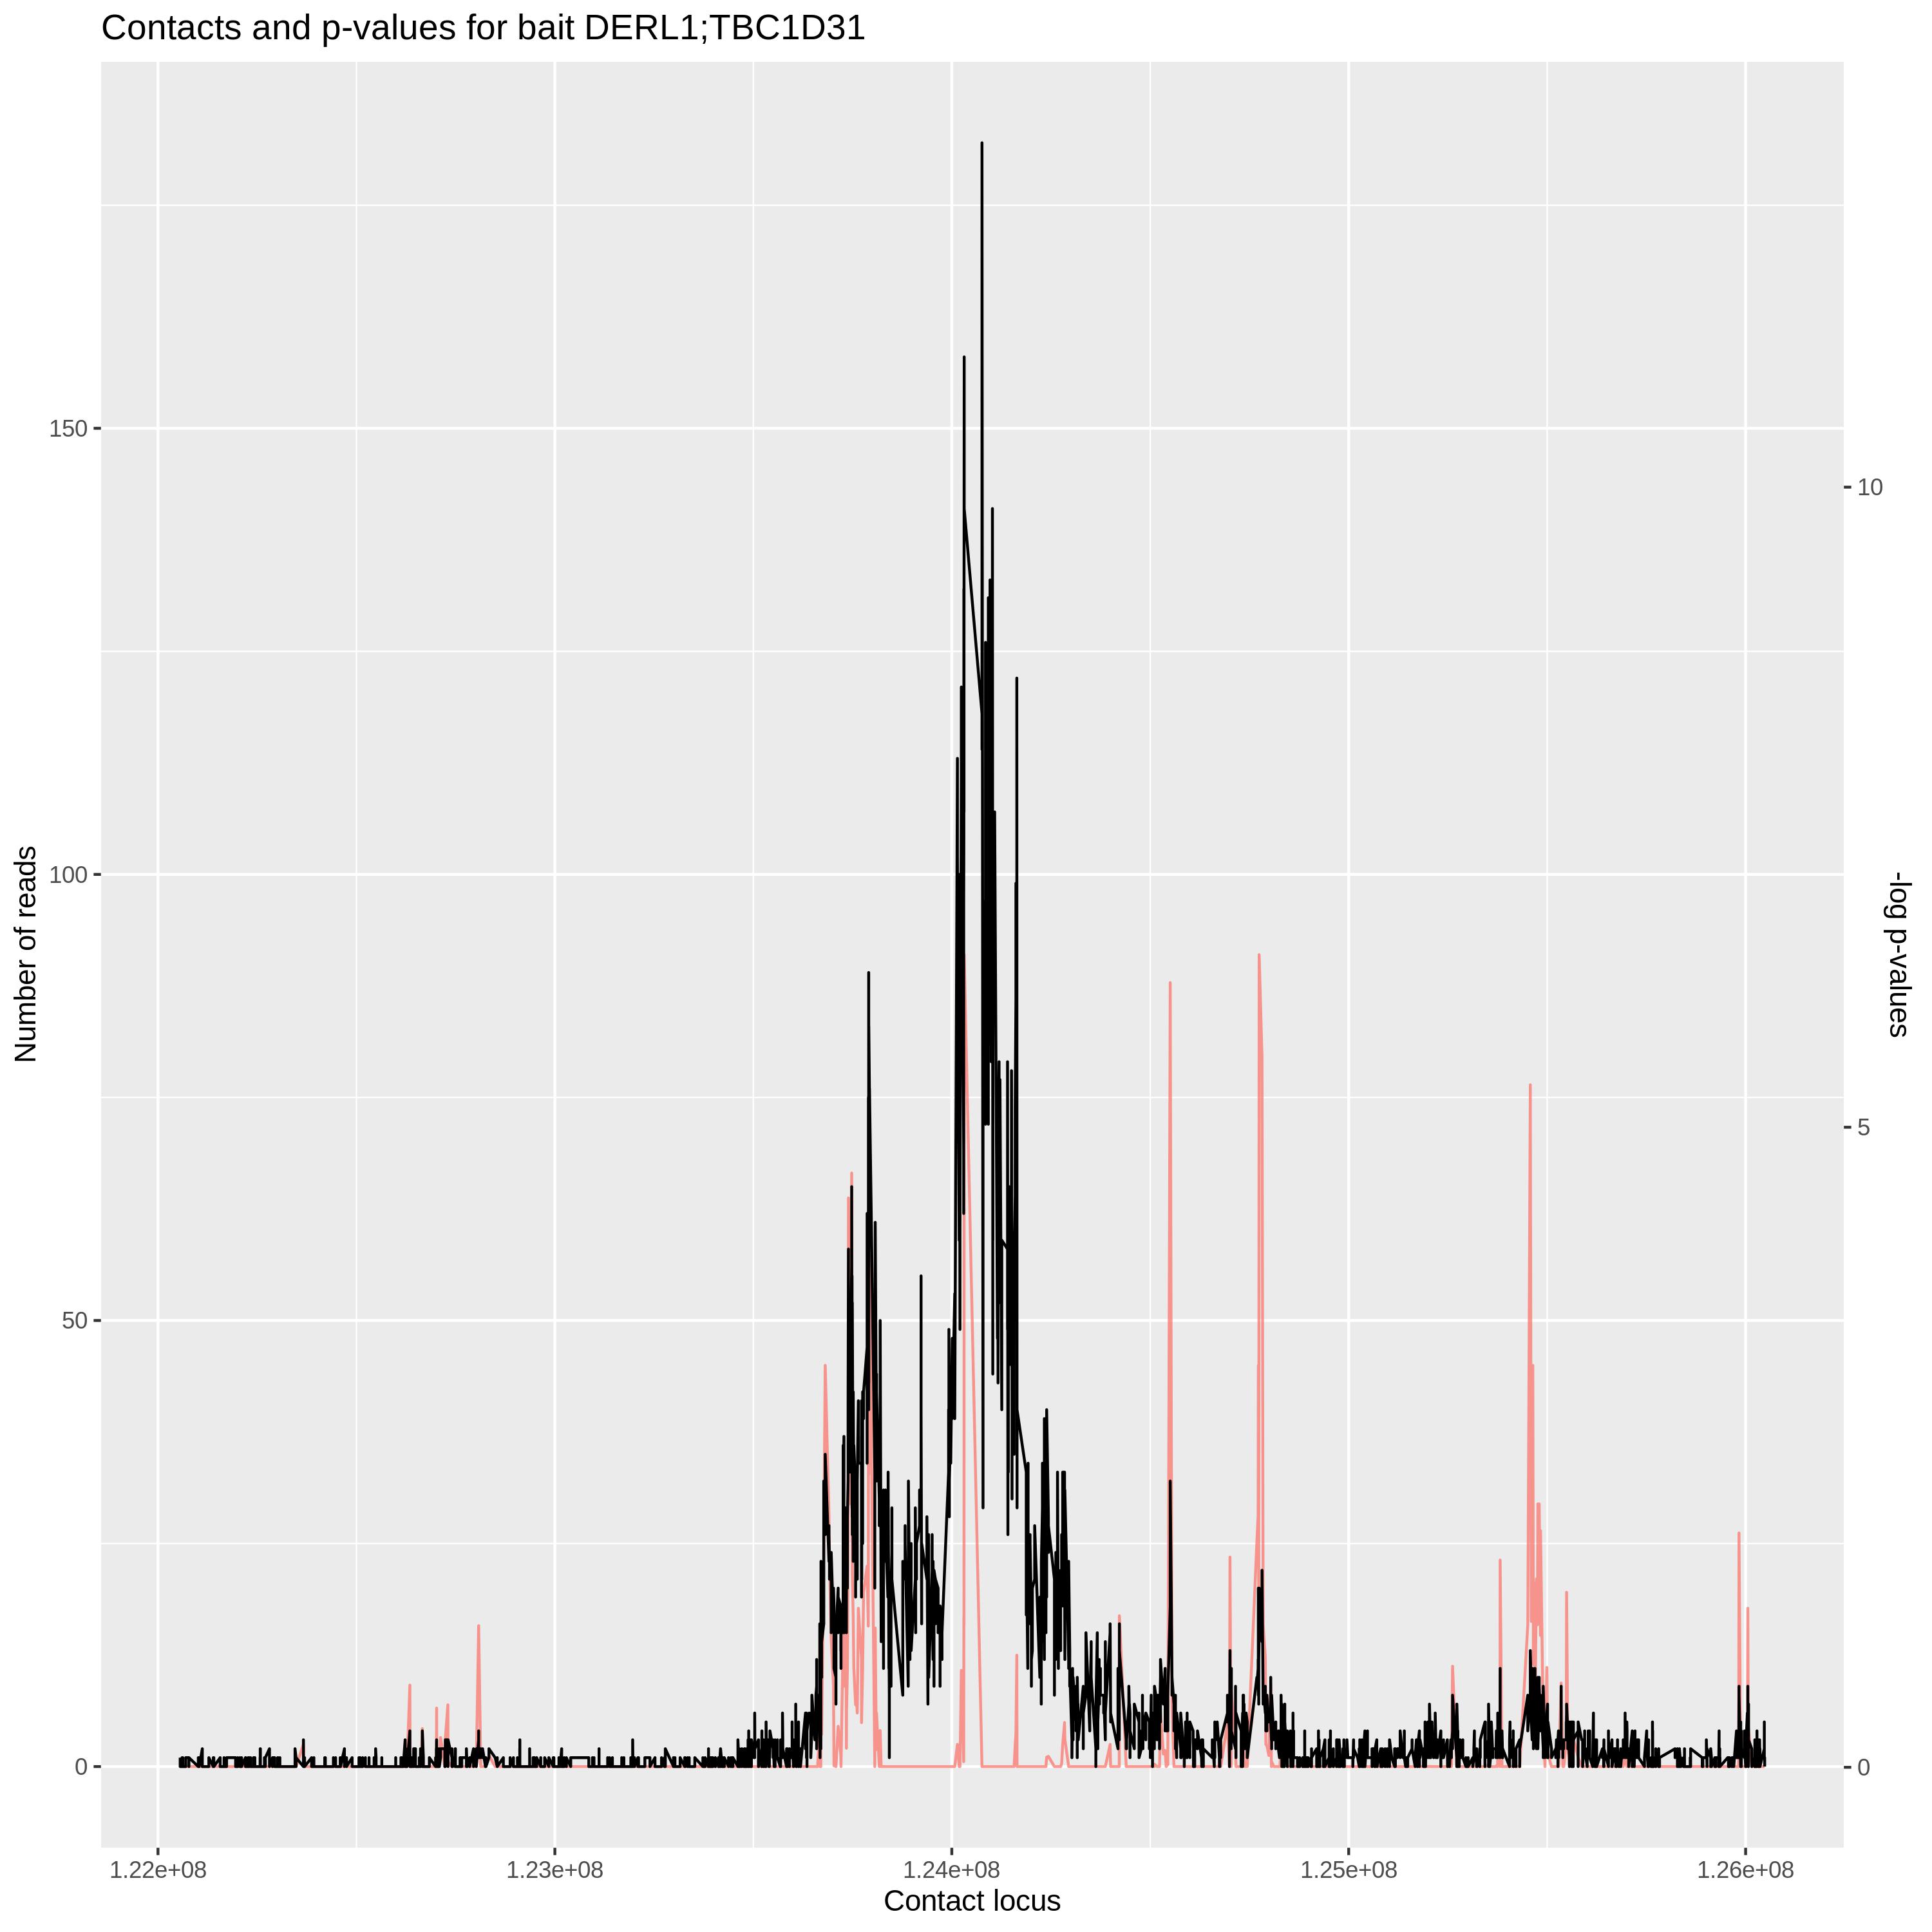 Contacts and p-values for bait DERL1;TBC1D31
150
100
50
0
Number of reads
10
5
0
-log p-values
1.22e+08
1.23e+08
1.24e+08
1.25e+08
1.26e+08
Contact locus